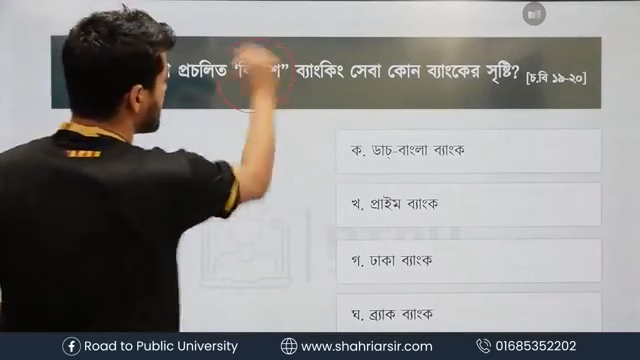 প্রচলিত ব্যাংকিং সেবা কোন ব্যাংকের সৃষ্টি? [চ.বি ১৯-২০]
ক. ডাচ্-বাংলা ব্যাংক
খ. প্রাইম ব্যাংক
গ. ঢাকা ব্যাংক
ঘ. ব্র্যাক ব্যাংক
Road to Public University
www.shahriarsir.com
01685352202